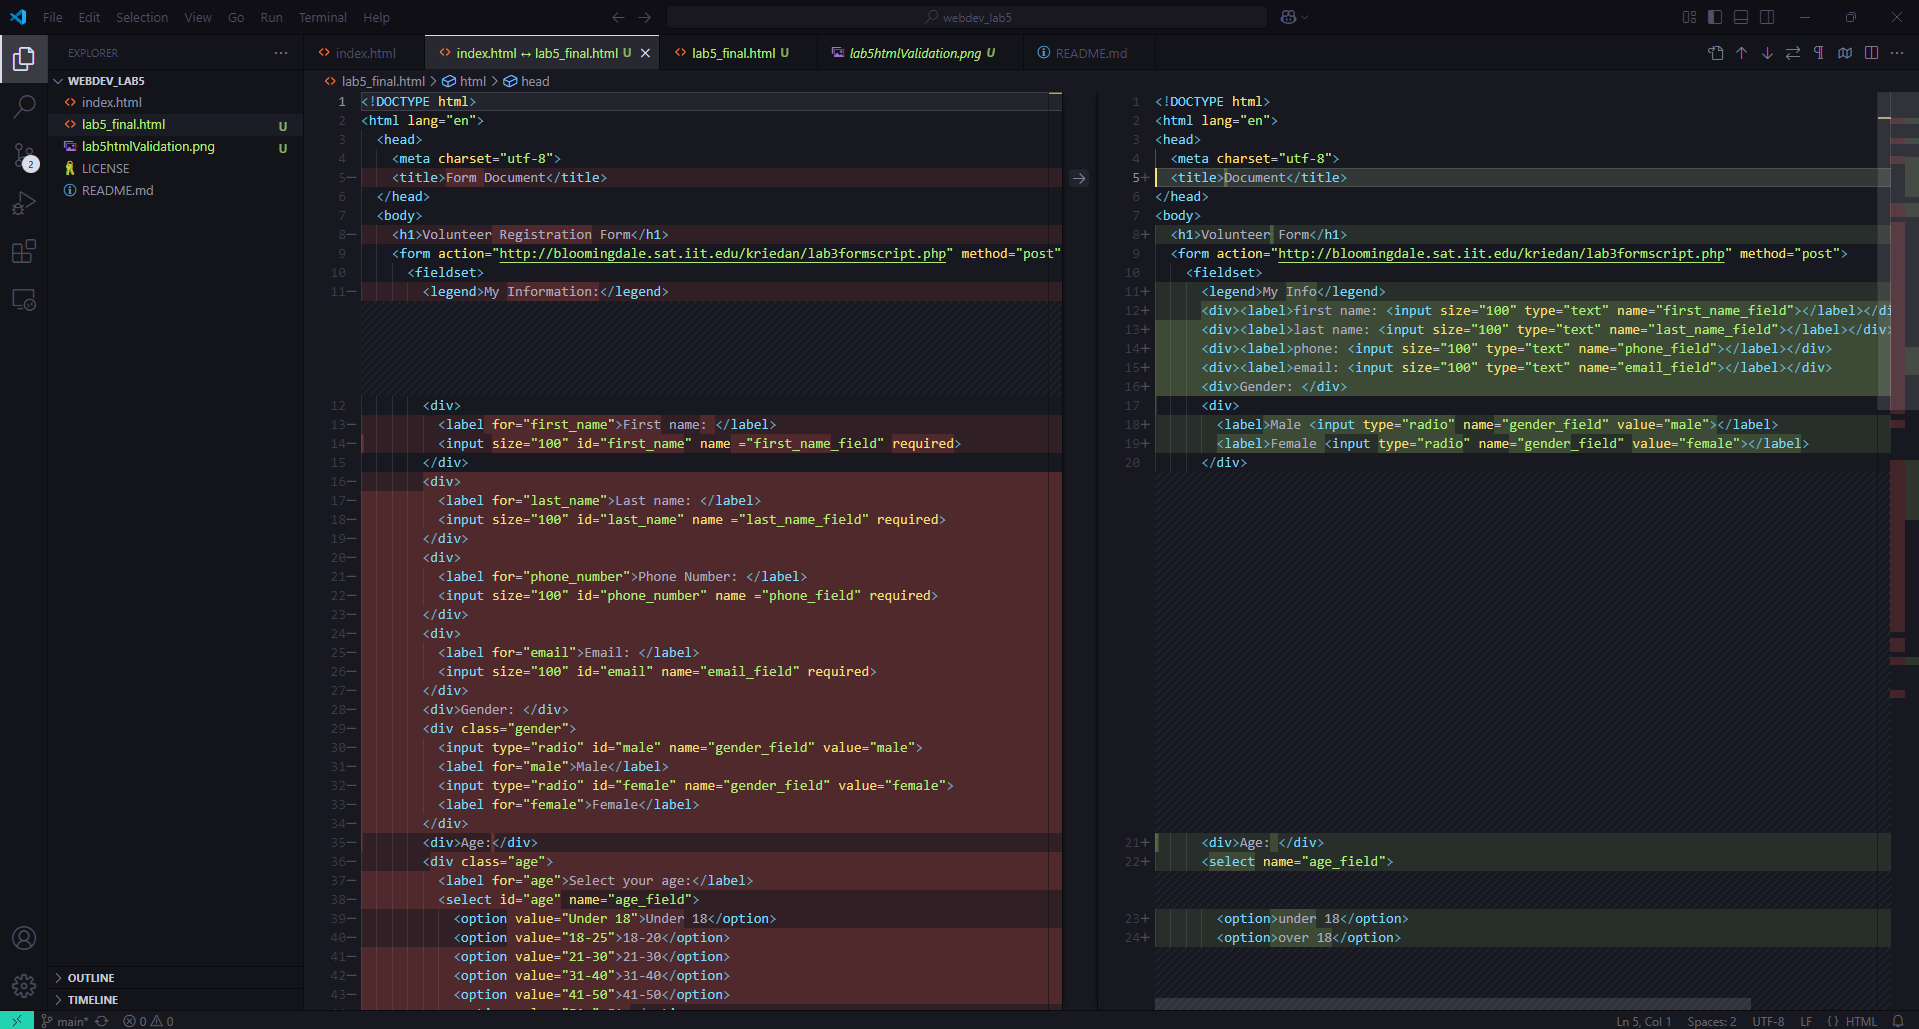 File Edit Selection View Go Run Terminal Help
webdev_lab5
EXPLORER
WEBDEV_LAB5
index.html
lab5_final.html U
lab5htmlValidation.png U
LICENSE
README.md
OUTLINE
TIMELINE
2
index.html
index.html ↔ lab5_final.html U
lab5_final.html U
lab5htmlValidation.png U
README.md
lab5_final.html > html > head
1 <!DOCTYPE html>
2 <html lang="en">
3 <head>
4 <meta charset="utf-8">
5− <title>Form Document</title>
6 </head>
7 <body>
8− <h1>Volunteer Registration Form</h1>
9 <form action="http://bloomingdale.sat.iit.edu/kriedan/lab3formscript.php" method="post"
10 <fieldset>
11− <legend>My Information:</legend>
12 <div>
13− <label for="first_name">First name: </label>
14− <input size="100" id="first_name" name ="first_name_field" required>
15 </div>
16− <div>
17− <label for="last_name">Last name: </label>
18− <input size="100" id="last_name" name ="last_name_field" required>
19− </div>
20− <div>
21− <label for="phone_number">Phone Number: </label>
22− <input size="100" id="phone_number" name ="phone_field" required>
23− </div>
24− <div>
25− <label for="email">Email: </label>
26− <input size="100" id="email" name="email_field" required>
27− </div>
28− <div>Gender: </div>
29− <div class="gender">
30− <input type="radio" id="male" name="gender_field" value="male">
31− <label for="male">Male</label>
32− <input type="radio" id="female" name="gender_field" value="female">
33− <label for="female">Female</label>
34− </div>
35− <div>Age:</div>
36− <div class="age">
37− <label for="age">Select your age:</label>
38− <select id="age" name="age_field">
39− <option value="Under 18">Under 18</option>
40− <option value="18-25">18-20</option>
41− <option value="21-30">21-30</option>
42− <option value="31-40">31-40</option>
43− <option value="41-50">41-50</option>
1 <!DOCTYPE html>
2 <html lang="en">
3 <head>
4 <meta charset="utf-8">
5+ <title>Document</title>
6 </head>
7 <body>
8+ <h1>Volunteer Form</h1>
9 <form action="http://bloomingdale.sat.iit.edu/kriedan/lab3formscript.php" method="post">
10 <fieldset>
11+ <legend>My Info</legend>
12+ <div><label>first name: <input size="100" type="text" name="first_name_field"></label></di
13+ <div><label>last name: <input size="100" type="text" name="last_name_field"></label></div>
14+ <div><label>phone: <input size="100" type="text" name="phone_field"></label></div>
15+ <div><label>email: <input size="100" type="text" name="email_field"></label></div>
16+ <div>Gender: </div>
17 <div>
18+ <label>Male <input type="radio" name="gender_field" value="male"></label>
19+ <label>Female <input type="radio" name="gender_field" value="female"></label>
20 </div>
21+ <div>Age: </div>
22+ <select name="age_field">
23+ <option>under 18</option>
24+ <option>over 18</option>
main* 0 0 Ln 5, Col 1 Spaces: 2 UTF-8 LF {} HTML